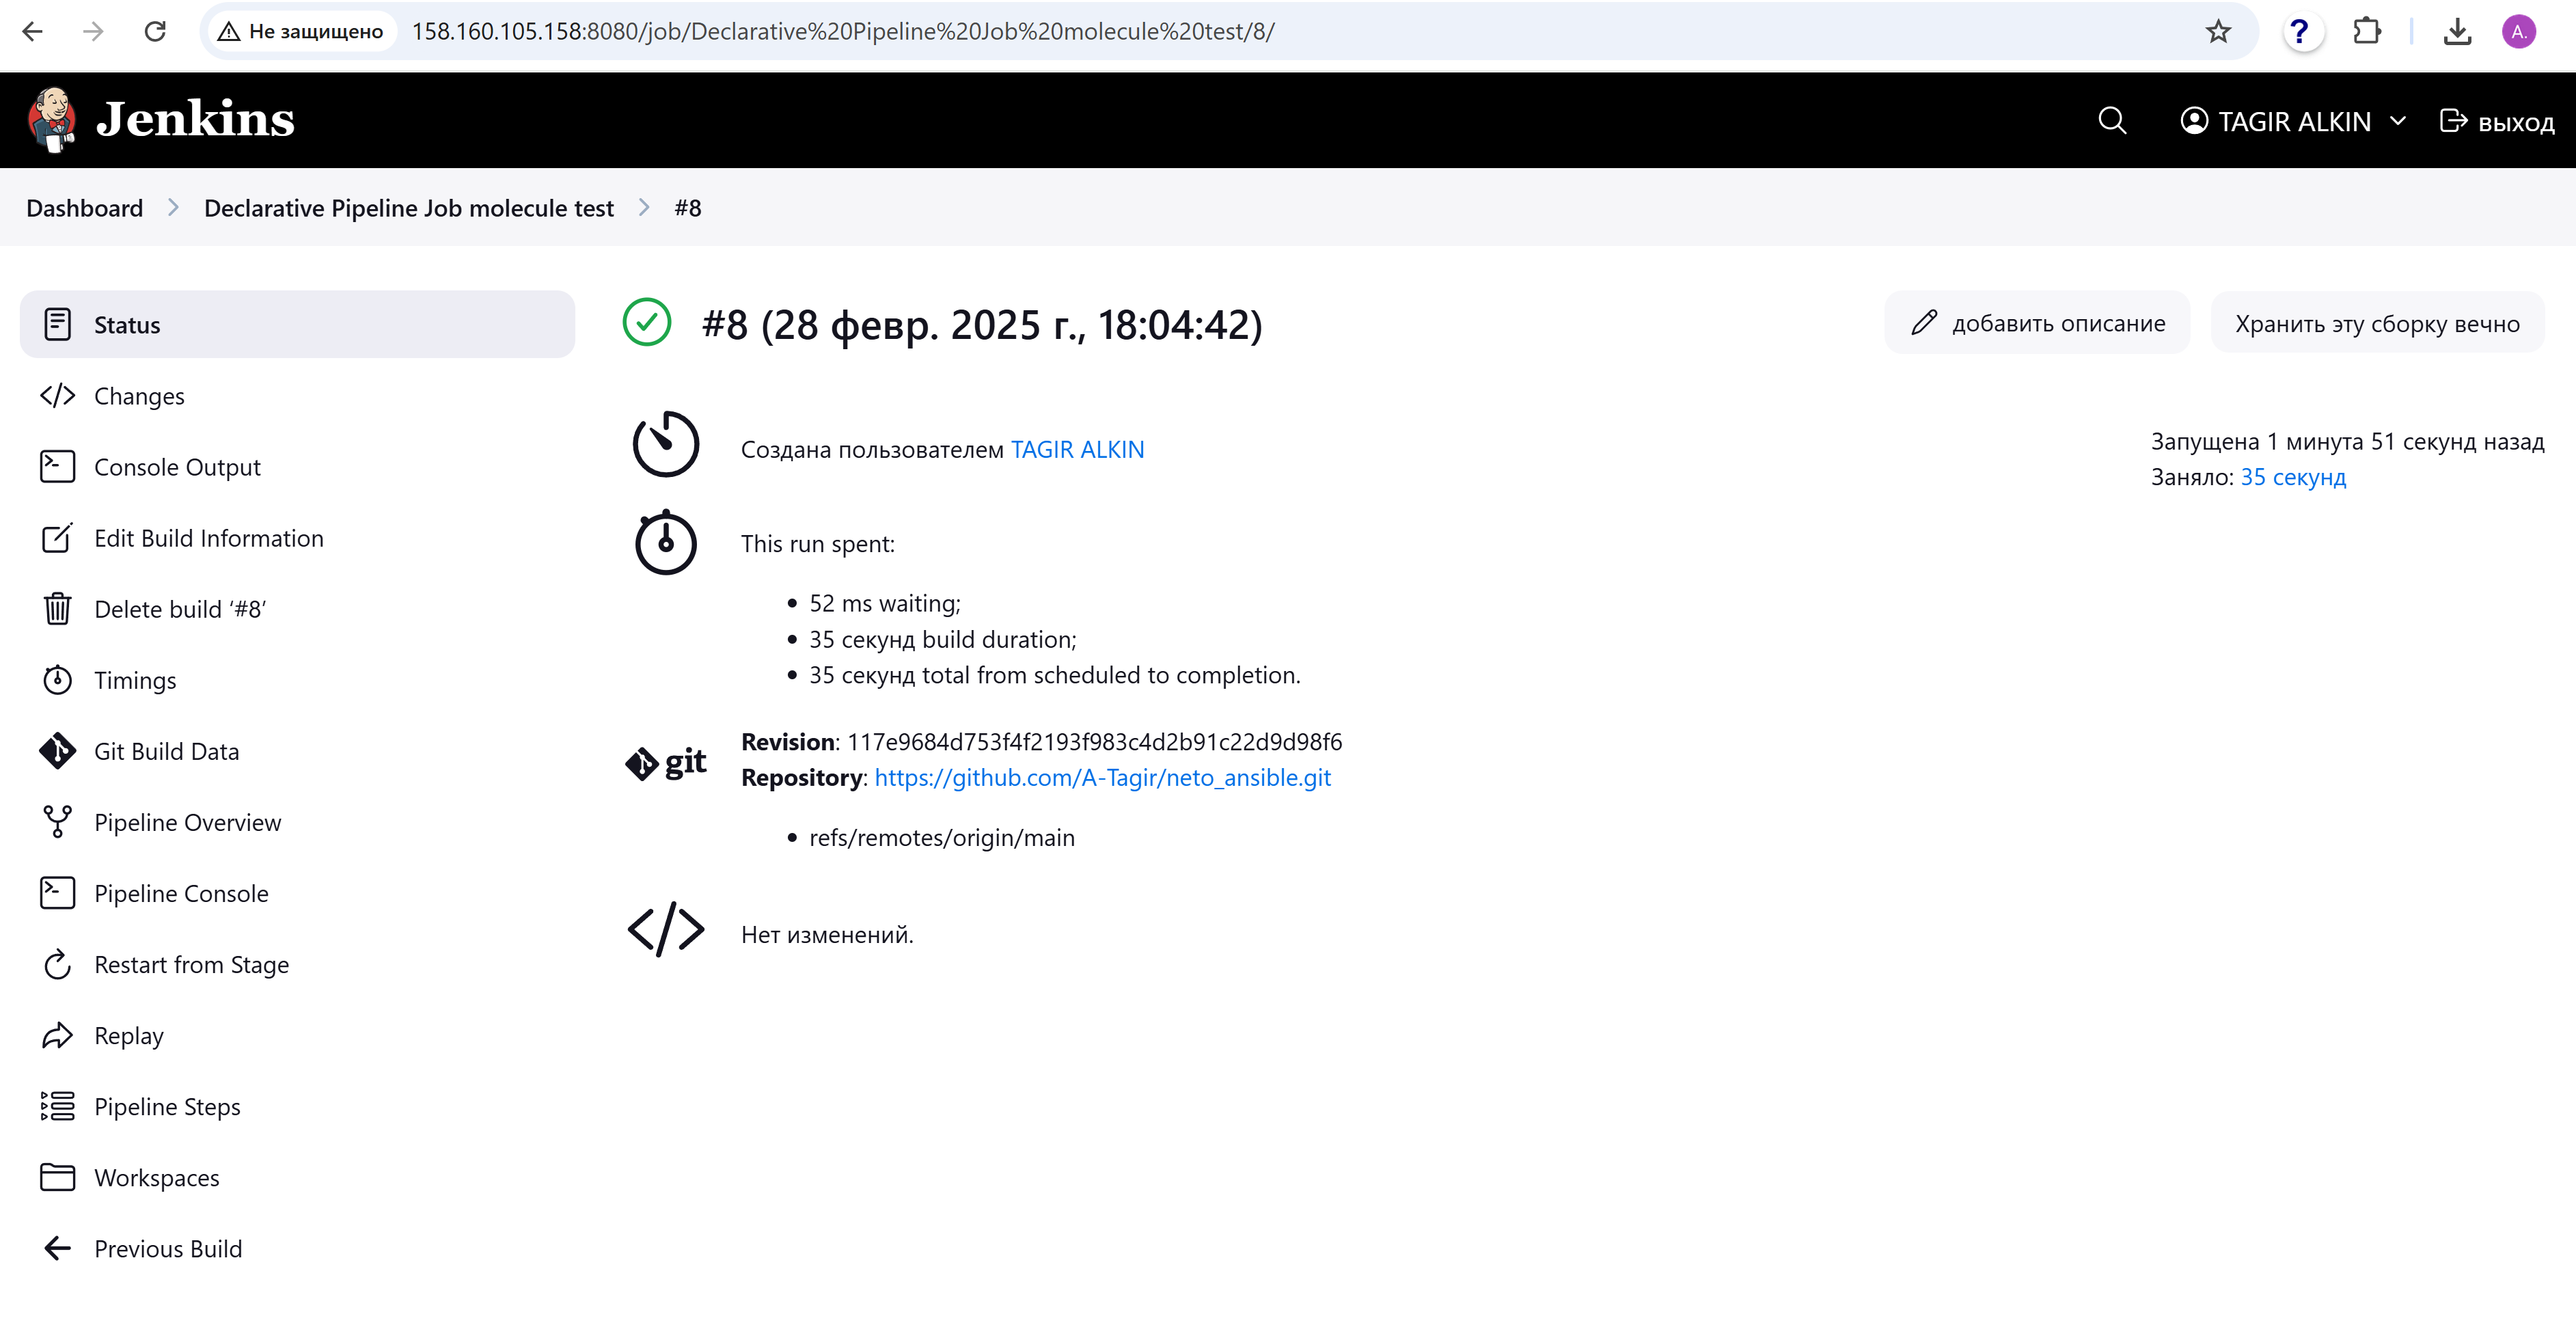 Не защищено 158.160.105.158:8080/job/Declarative%20Pipeline%20Job%20molecule%20test/8/
?
A.
Jenkins
TAGIR ALKIN
выход
Dashboard
Declarative Pipeline Job molecule test
#8
Status
Changes
Console Output
Edit Build Information
Delete build ‘#8’
Timings
Git Build Data
Pipeline Overview
Pipeline Console
Restart from Stage
Replay
Pipeline Steps
Workspaces
Previous Build
#8 (28 февр. 2025 г., 18:04:42)
добавить описание
Хранить эту сборку вечно
Создана пользователем TAGIR ALKIN
Запущена 1 минута 51 секунд назад
Заняло: 35 секунд
This run spent:
52 ms waiting;
35 секунд build duration;
35 секунд total from scheduled to completion.
git
Revision: 117e9684d753f4f2193f983c4d2b91c22d9d98f6
Repository: https://github.com/A-Tagir/neto_ansible.git
refs/remotes/origin/main
Нет изменений.